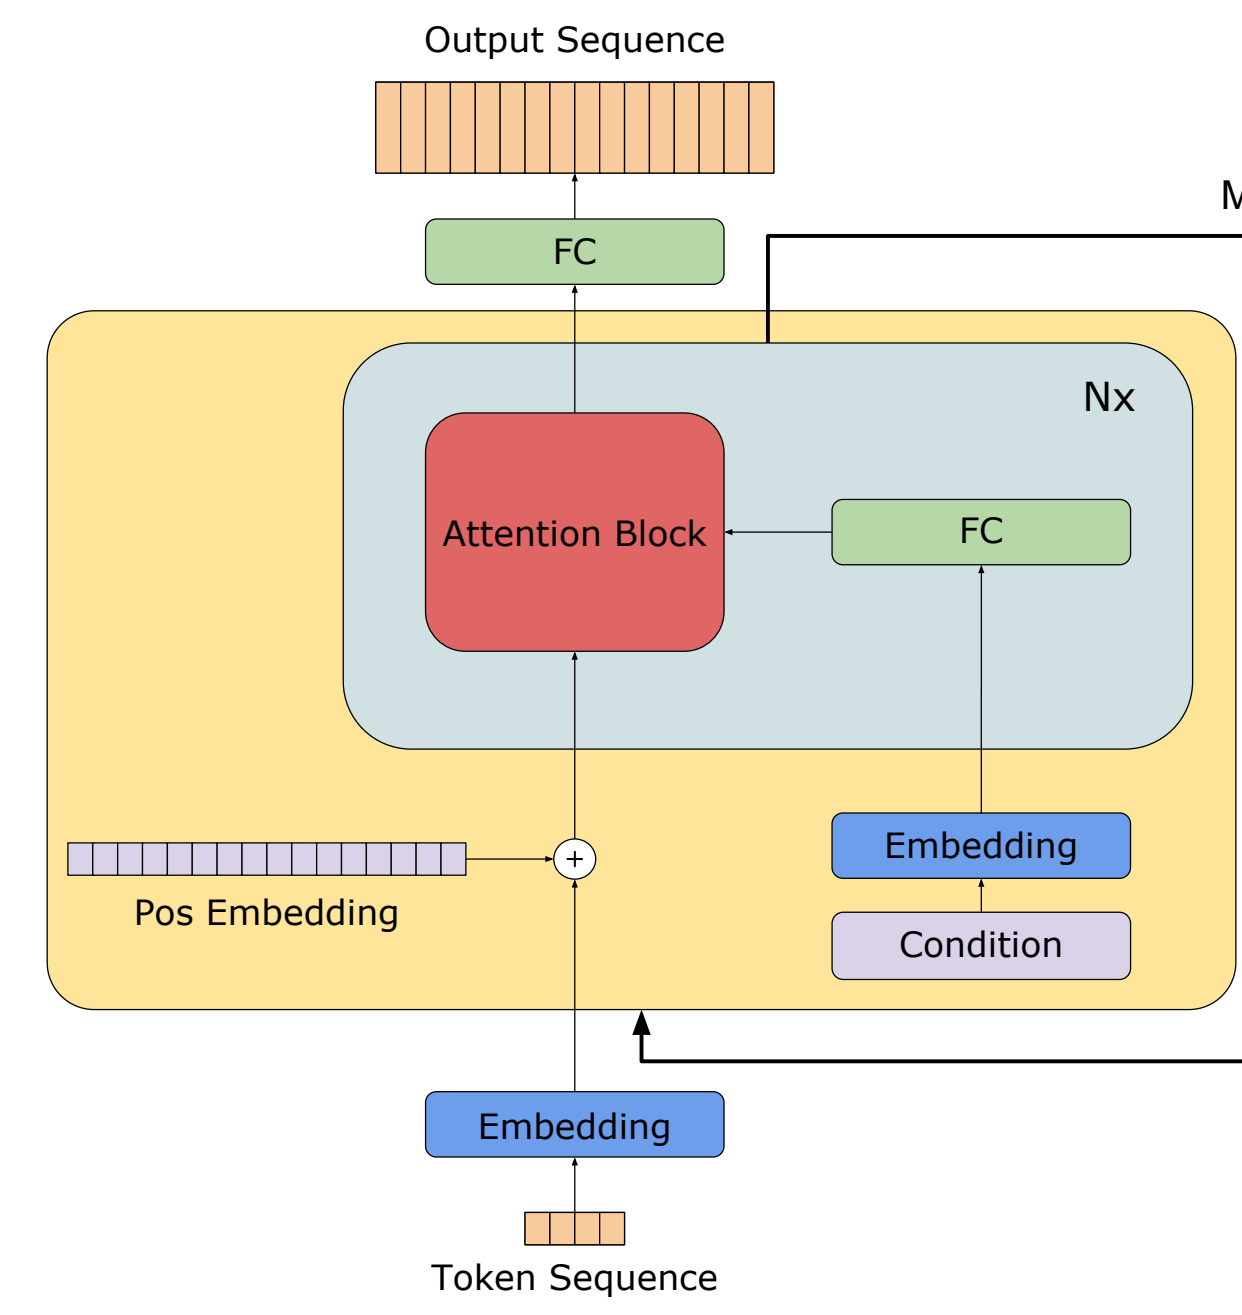 Output Sequence
M
FC
Nx
Attention Block
FC
+
Embedding
Pos Embedding
Condition
Embedding
Token Sequence